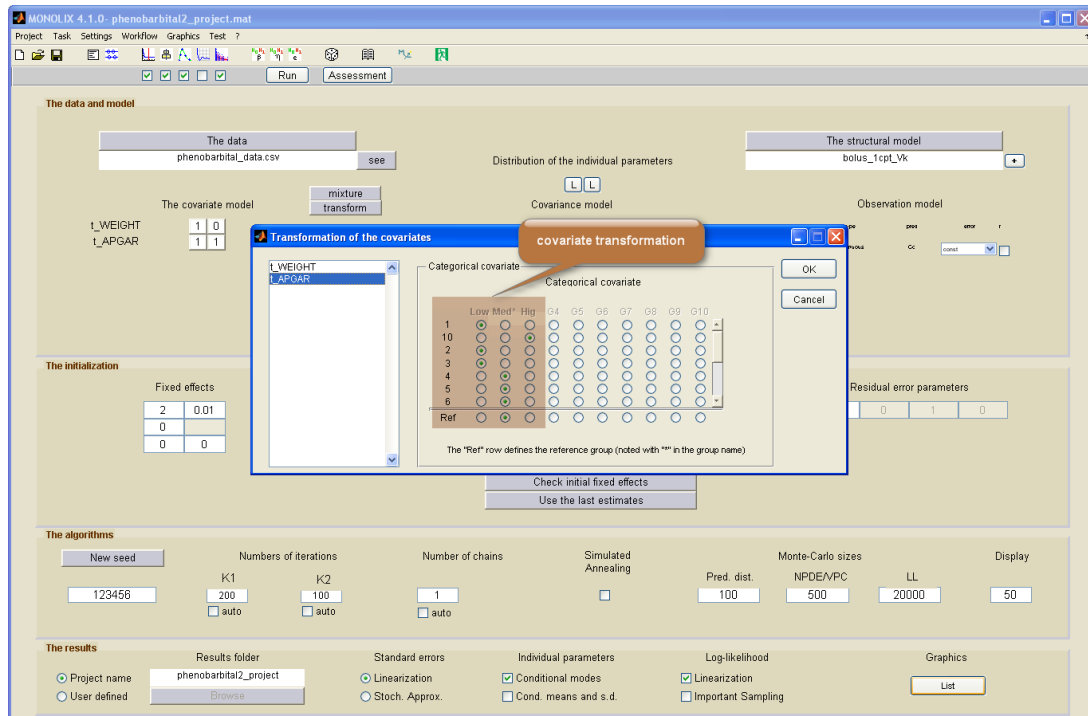 MONOLIX 4.1.0- phenobarbital2_project.mat
Project Task Settings Workflow Graphics Test ?
Run Assessment
The data and model
The data
The structural model
phenobarbital_data.csv see
Distribution of the individual parameters
bolus_1cpt_Vk +
L L
mixture
The covariate model transform Covariance model Observation model
t_WEIGHT 1 0
t_APGAR 1 1
pred error r
Cc const
Transformation of the covariates
covariate transformation
t_WEIGHT
t_APGAR
Categorical covariate
Categorical covariate
OK
Cancel
Low Med* Hig G4 G5 G6 G7 G8 G9 G10
1
10
2
3
4
5
6
Ref
The "Ref" row defines the reference group (noted with "*" in the group name)
The initialization
Fixed effects
Residual error parameters
2 0.01
0
0 0
0 1 0
Check initial fixed effects
Use the last estimates
The algorithms
New seed Numbers of iterations Number of chains Simulated Annealing Monte-Carlo sizes Display
K1 K2 Pred. dist. NPDE/VPC LL
123456 200 100 1 100 500 20000 50
auto auto auto
The results
Results folder Standard errors Individual parameters Log-likelihood Graphics
Project name phenobarbital2_project Linearization Conditional modes Linearization List
User defined Browse Stoch. Approx. Cond. means and s.d. Important Sampling